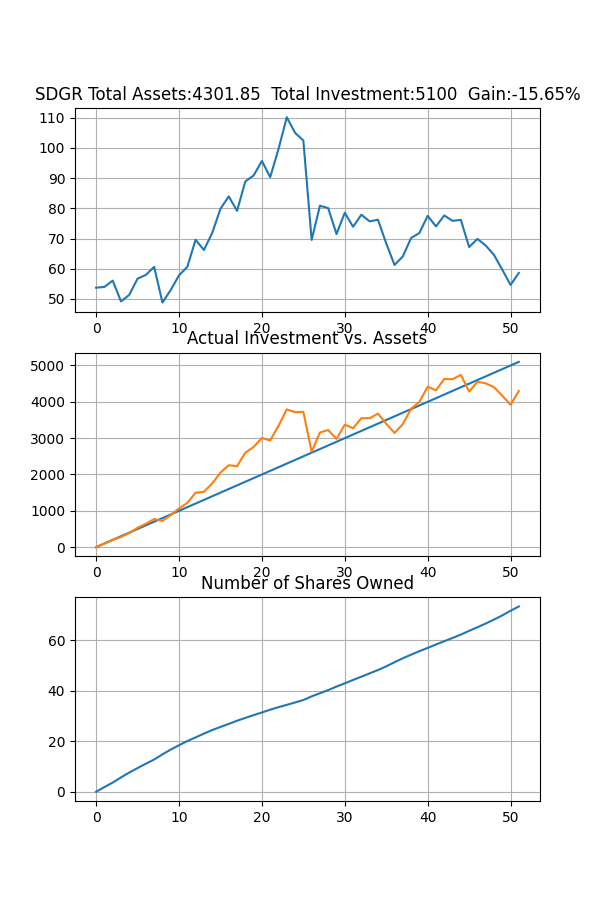 SDGR Total Assets:4301.85  Total Investment:5100  Gain:-15.65%
110
100
90
80
70
60
50
0 10 20 30 40 50
Actual Investment vs. Assets
5000
4000
3000
2000
1000
0
0 10 20 30 40 50
Number of Shares Owned
60
40
20
0
0 10 20 30 40 50